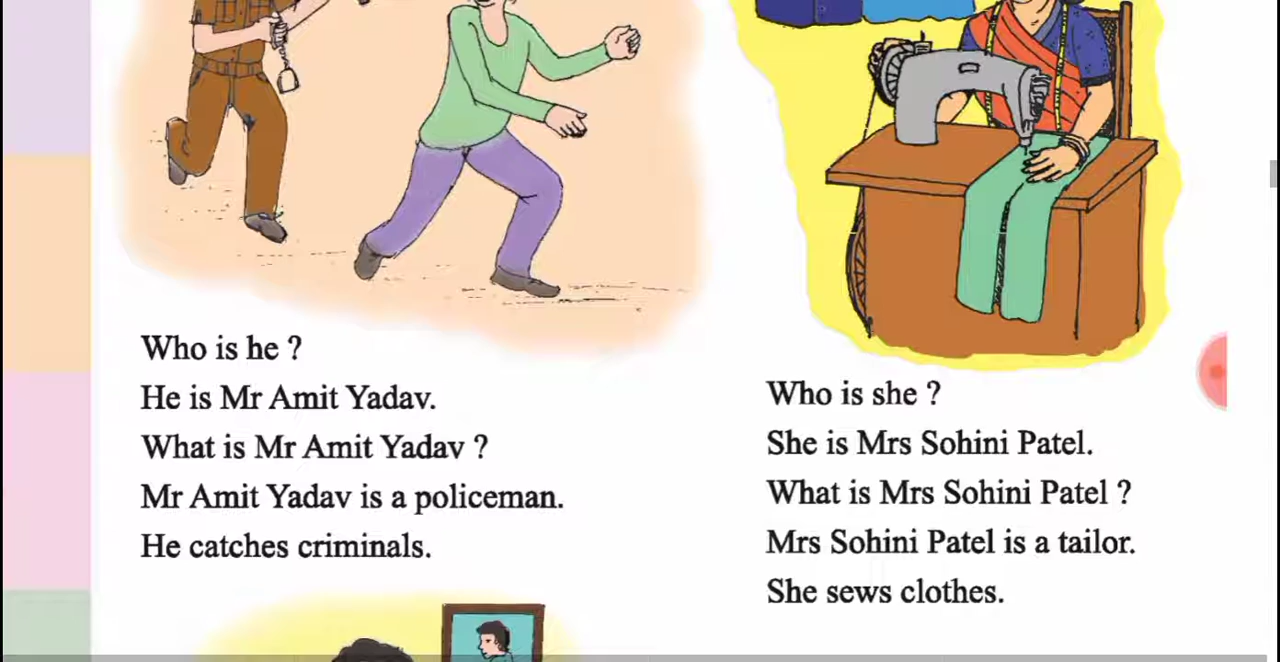 Who is he ?
He is Mr Amit Yadav.
What is Mr Amit Yadav ?
Mr Amit Yadav is a policeman.
He catches criminals.
Who is she ?
She is Mrs Sohini Patel.
What is Mrs Sohini Patel ?
Mrs Sohini Patel is a tailor.
She sews clothes.